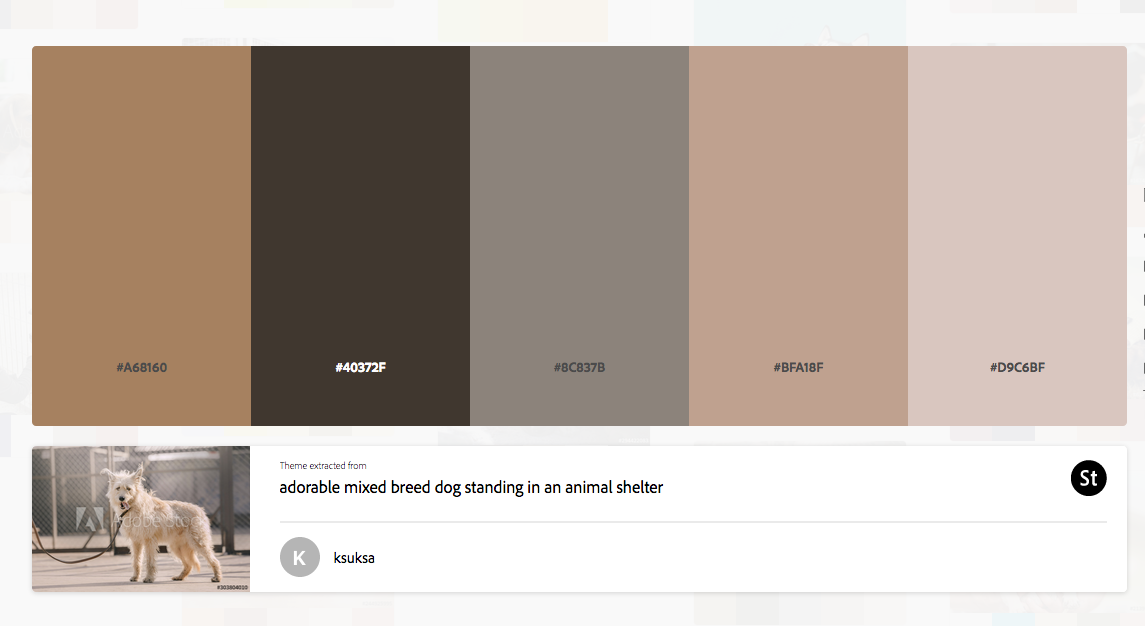 #A68160
#40372F
#8C837B
#BFA18F
#D9C6BF
Theme extracted from
adorable mixed breed dog standing in an animal shelter
St
Adobe Stock
#303804020
K
ksuksa